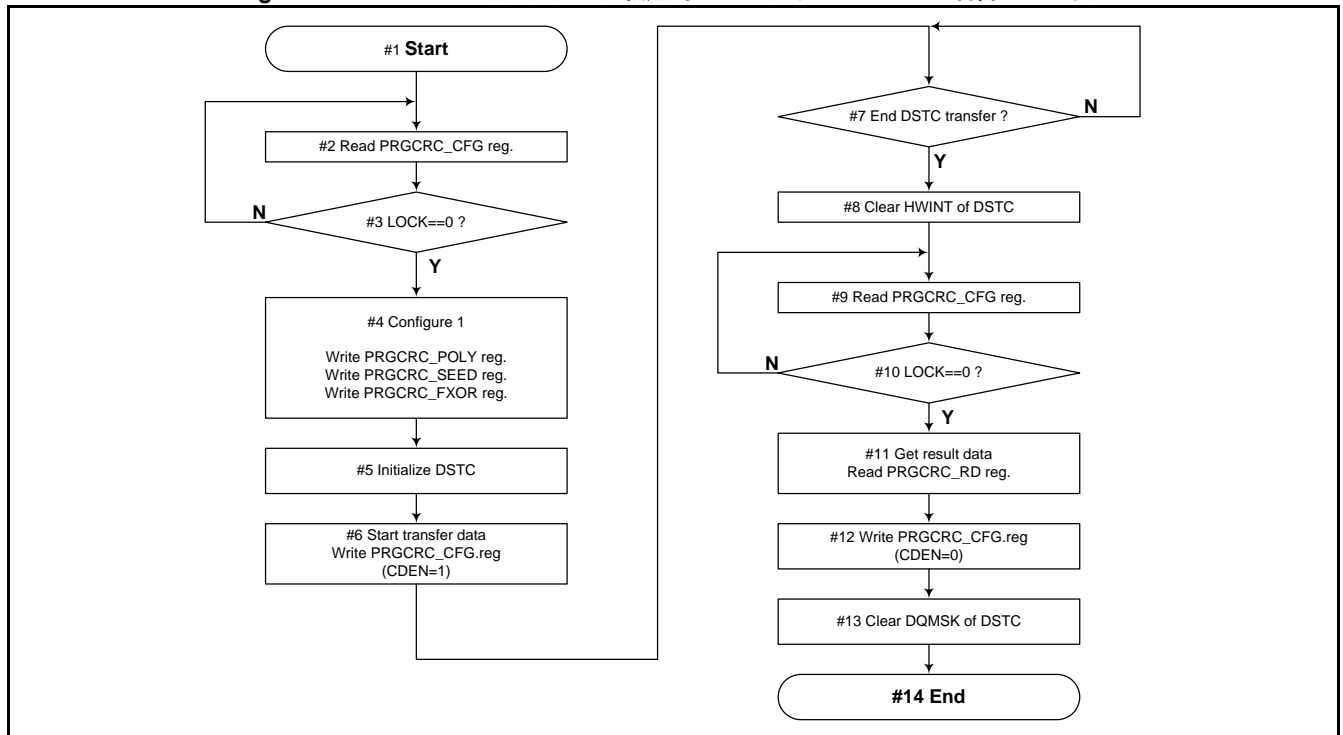 #1 Start
#2 Read PRGCRC_CFG reg.
#3 LOCK==0 ?
N
Y
#4 Configure 1
Write PRGCRC_POLY reg.
Write PRGCRC_SEED reg.
Write PRGCRC_FXOR reg.
#5 Initialize DSTC
#6 Start transfer data
Write PRGCRC_CFG.reg
(CDEN=1)
#7 End DSTC transfer ?
N
Y
#8 Clear HWINT of DSTC
#9 Read PRGCRC_CFG reg.
#10 LOCK==0 ?
N
Y
#11 Get result data
Read PRGCRC_RD reg.
#12 Write PRGCRC_CFG.reg
(CDEN=0)
#13 Clear DQMSK of DSTC
#14 End